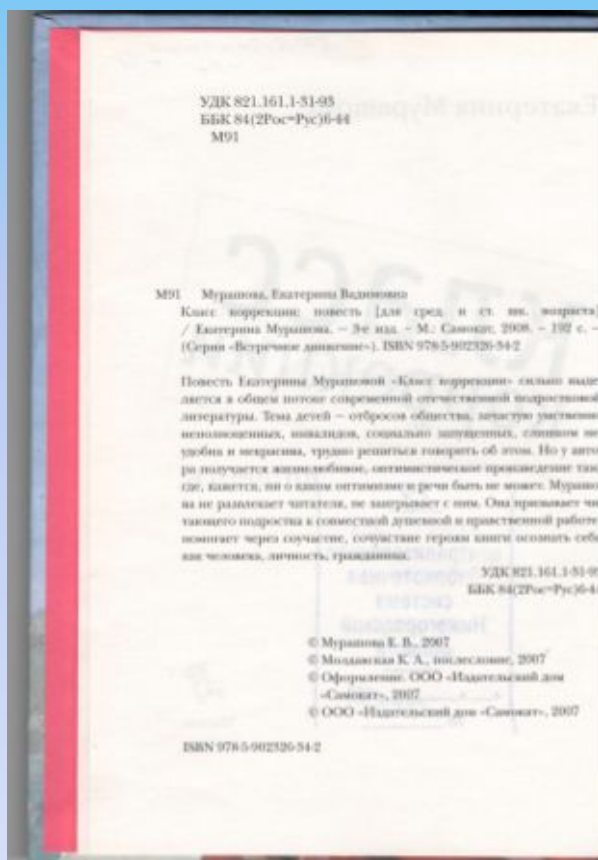 УДК 821.161.1-31-93
ББК 84(2Рос=Рус)6-44
М91
М91 Мурашова, Екатерина Вадимовна
Класс коррекции: повесть [для сред. и ст. шк. возраста]
/ Екатерина Мурашова. – 3-е изд. – М.: Самокат, 2008. – 192 с. –
(Серия «Встречное движение»). ISBN 978-5-902326-34-2
Повесть Екатерины Мурашовой «Класс коррекции» сильно выде
ляется в общем потоке современной отечественной подростковой
литературы. Тема детей – отбросов общества, зачастую умственно
неполноценных, инвалидов, социально запущенных, слишком не
удобна и некрасива, трудно решиться говорить об этом. Но у авто
ра получается жизнелюбивое, оптимистическое произведение там
где, кажется, ни о каком оптимизме и речи быть не может. Мурашо
ва не развлекает читателя, не заигрывает с ним. Она призывает чи
тающего подростка к совместной душевной и нравственной работе,
помогает через соучастие, сочувствие героям книги осознать себя
как человека, личность, гражданина.
УДК 821.161.1-31-93
ББК 84(2Рос=Рус)6-44
© Мурашова Е. В., 2007
© Молдавская К. А., послесловие, 2007
© Оформление. ООО «Издательский дом
«Самокат», 2007
© ООО «Издательский дом «Самокат», 2007
ISBN 978-5-902326-34-2